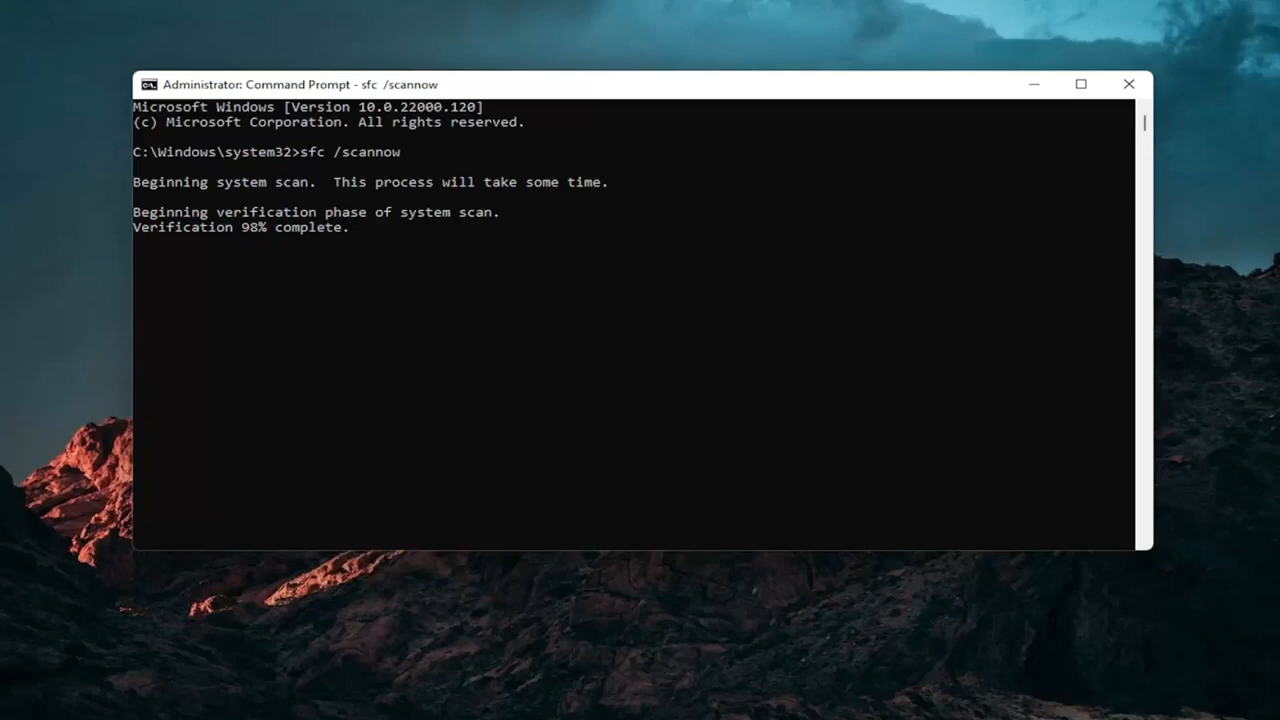 Administrator: Command Prompt - sfc  /scannow
Microsoft Windows [Version 10.0.22000.120]
(c) Microsoft Corporation. All rights reserved.
C:\Windows\system32>sfc /scannow
Beginning system scan.  This process will take some time.
Beginning verification phase of system scan.
Verification 98% complete.